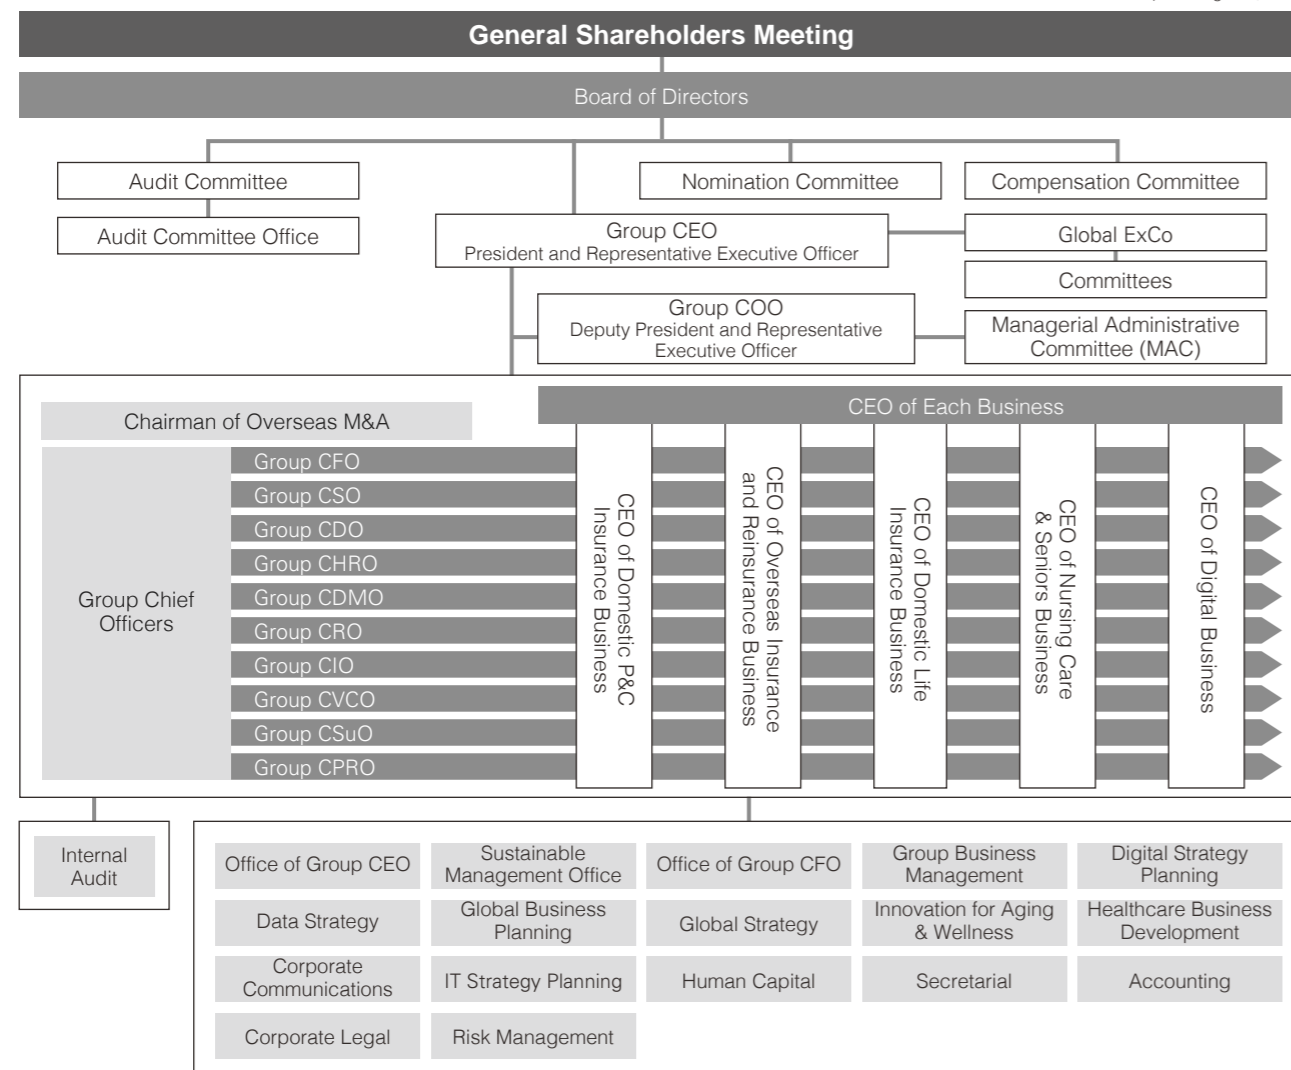 General Shareholders Meeting
Board of Directors
Audit Committee
Nomination Committee
Compensation Committee
Audit Committee Office
Group CEO
President and Representative Executive Officer
Global ExCo
Committees
Group COO
Deputy President and Representative
Executive Officer
Managerial Administrative
Committee (MAC)
Chairman of Overseas M&A
CEO of Each Business
Group Chief
Officers
Group CFO
Group CSO
Group CDO
Group CHRO
Group CDMO
Group CRO
Group CIO
Group CVCO
Group CSuO
Group CPRO
CEO of Domestic P&C
Insurance Business
CEO of Overseas Insurance
and Reinsurance Business
CEO of Domestic Life
Insurance Business
CEO of Nursing Care
& Seniors Business
CEO of Digital Business
Internal
Audit
Office of Group CEO
Sustainable
Management Office
Office of Group CFO
Group Business
Management
Digital Strategy
Planning
Data Strategy
Global Business
Planning
Global Strategy
Innovation for Aging
& Wellness
Healthcare Business
Development
Corporate
Communications
IT Strategy Planning
Human Capital
Secretarial
Accounting
Corporate Legal
Risk Management